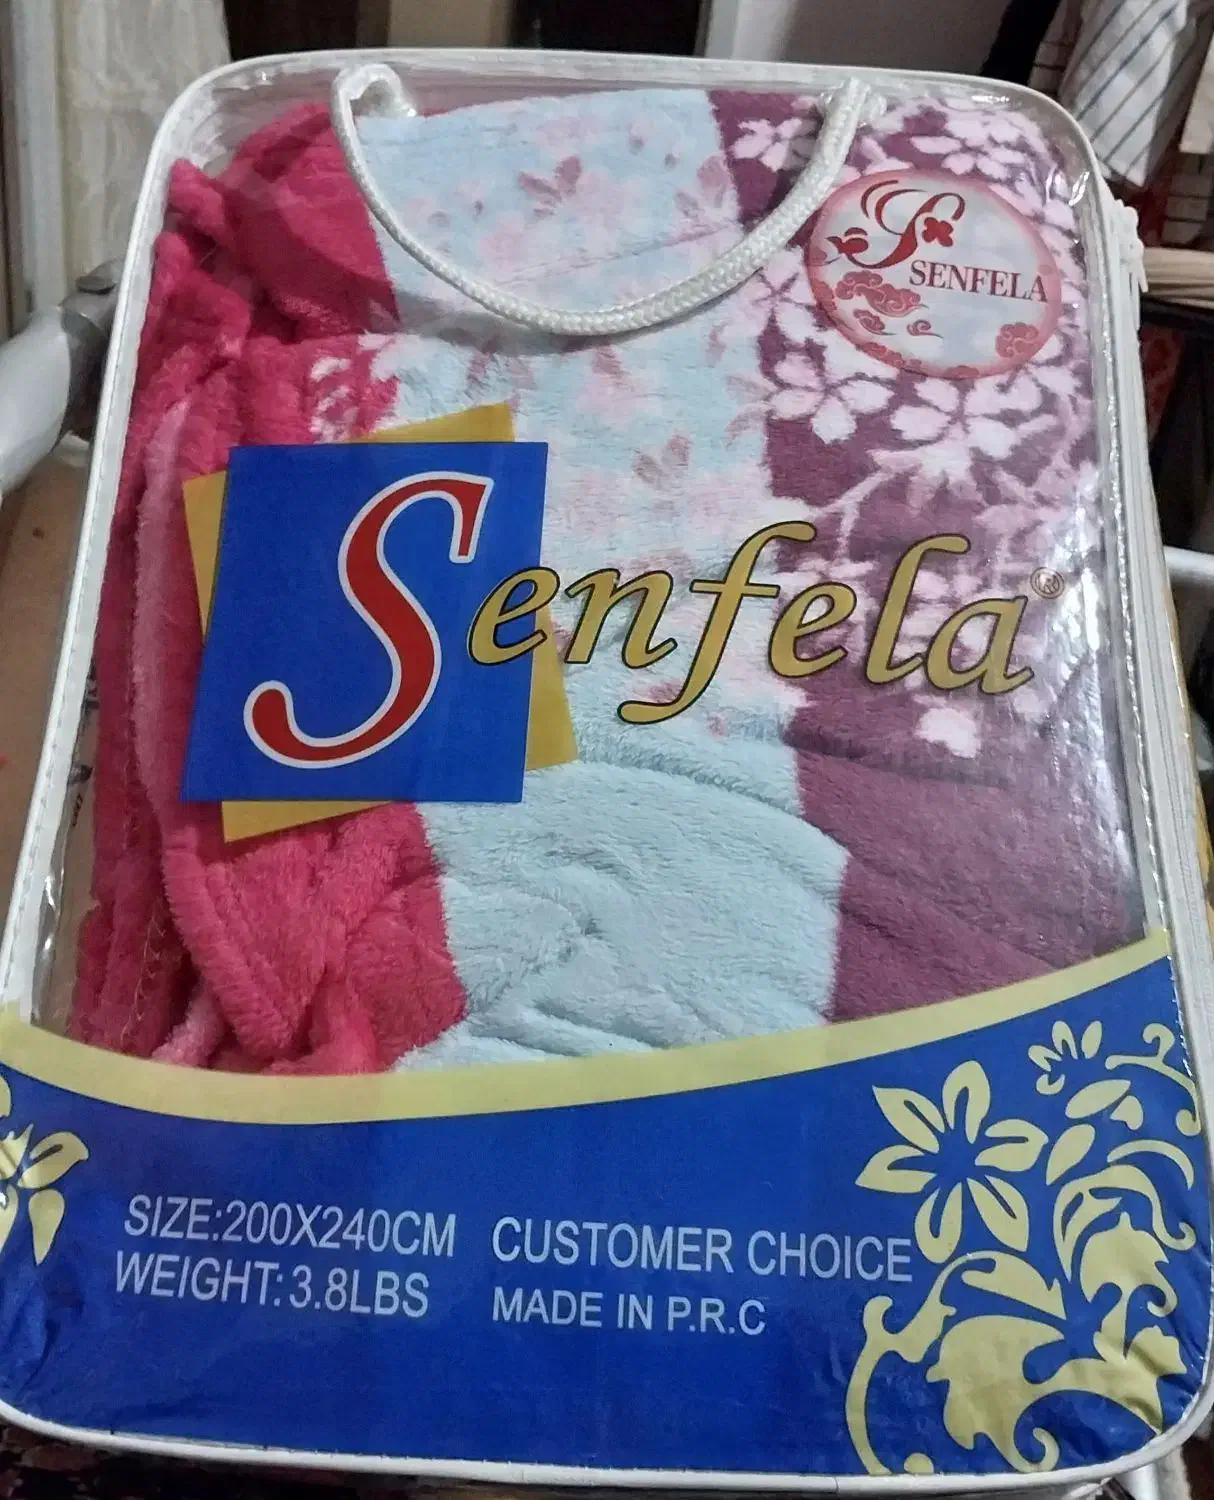 SENFELA
Senfela®
SIZE:200X240CM
WEIGHT:3.8LBS
CUSTOMER CHOICE
MADE IN P.R.C